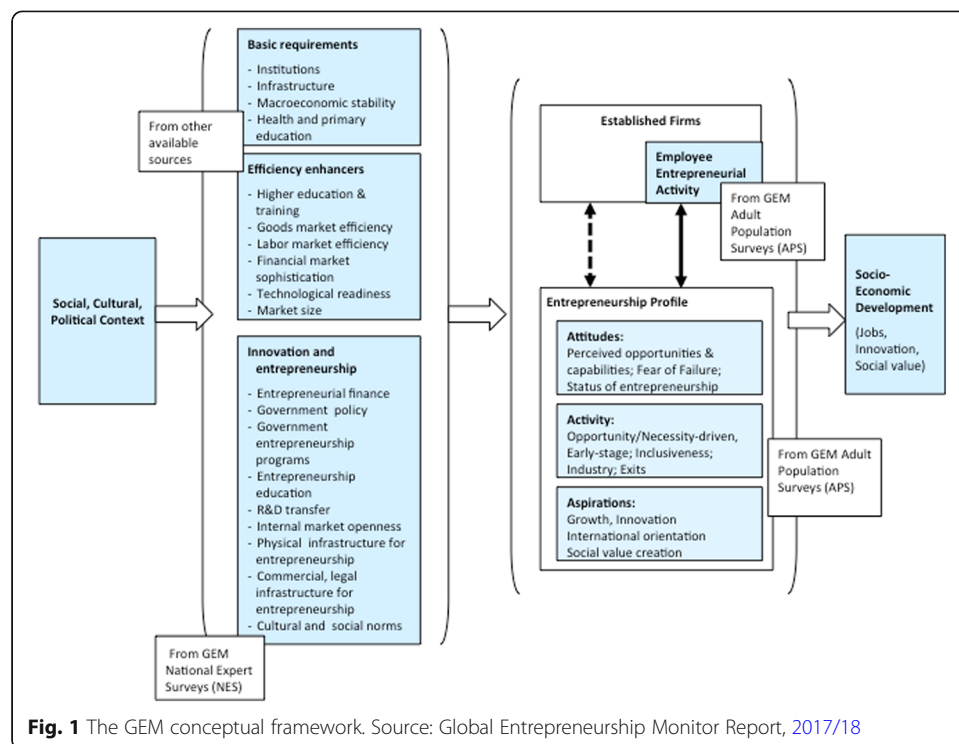 Social, Cultural,
Political Context
From other
available
sources
Basic requirements
- Institutions
- Infrastructure
- Macroeconomic stability
- Health and primary
education
Efficiency enhancers
- Higher education &
training
- Goods market efficiency
- Labor market efficiency
- Financial market
sophistication
- Technological readiness
- Market size
Innovation and
entrepreneurship
- Entrepreneurial finance
- Government policy
- Government
entrepreneurship
programs
- Entrepreneurship
education
- R&D transfer
- Internal market openness
- Physical infrastructure for
entrepreneurship
- Commercial, legal
infrastructure for
entrepreneurship
- Cultural and social norms
From GEM
National Expert
Surveys (NES)
Established Firms
Employee
Entrepreneurial
Activity
From GEM
Adult
Population
Surveys (APS)
Entrepreneurship Profile
Attitudes:
Perceived opportunities &
capabilities; Fear of Failure;
Status of entrepreneurship
Activity:
Opportunity/Necessity-driven,
Early-stage; Inclusiveness;
Industry; Exits
Aspirations:
Growth, Innovation
International orientation
Social value creation
From GEM Adult
Population
Surveys (APS)
Socio-
Economic
Development
(Jobs,
Innovation,
Social value)
Fig. 1 The GEM conceptual framework. Source: Global Entrepreneurship Monitor Report, 2017/18